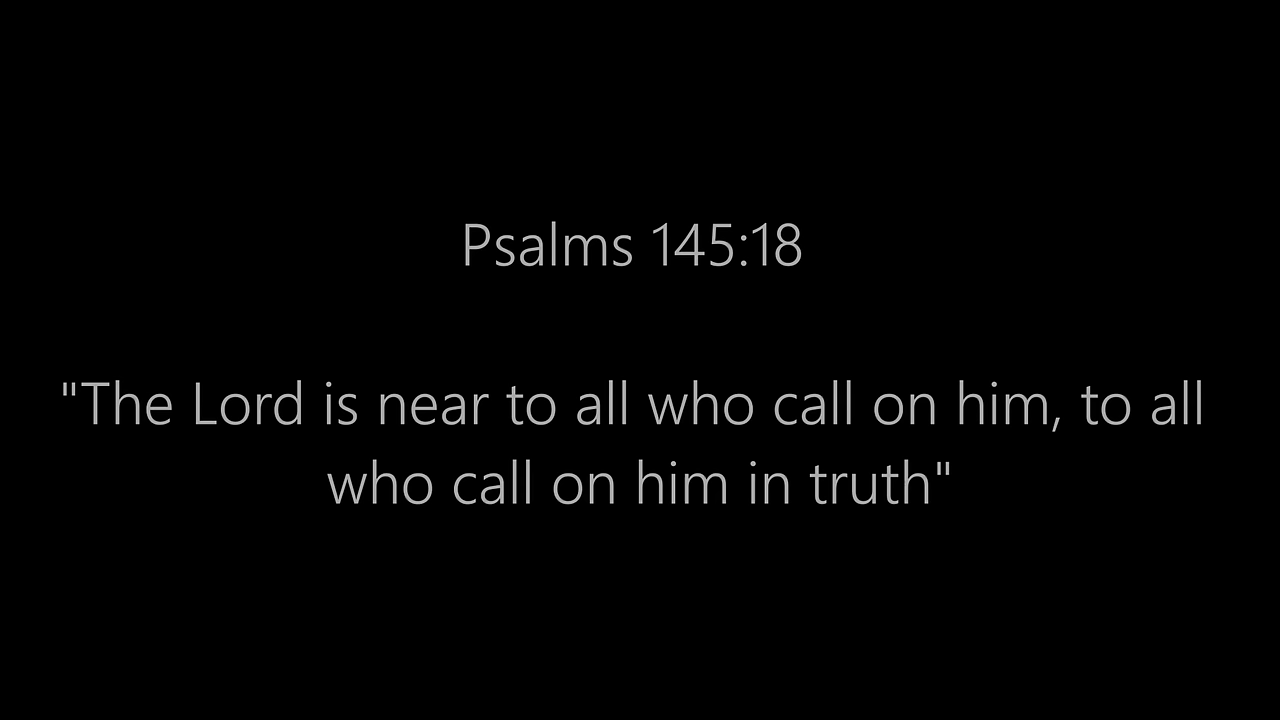 Psalms 145:18
"The Lord is near to all who call on him, to all
who call on him in truth"